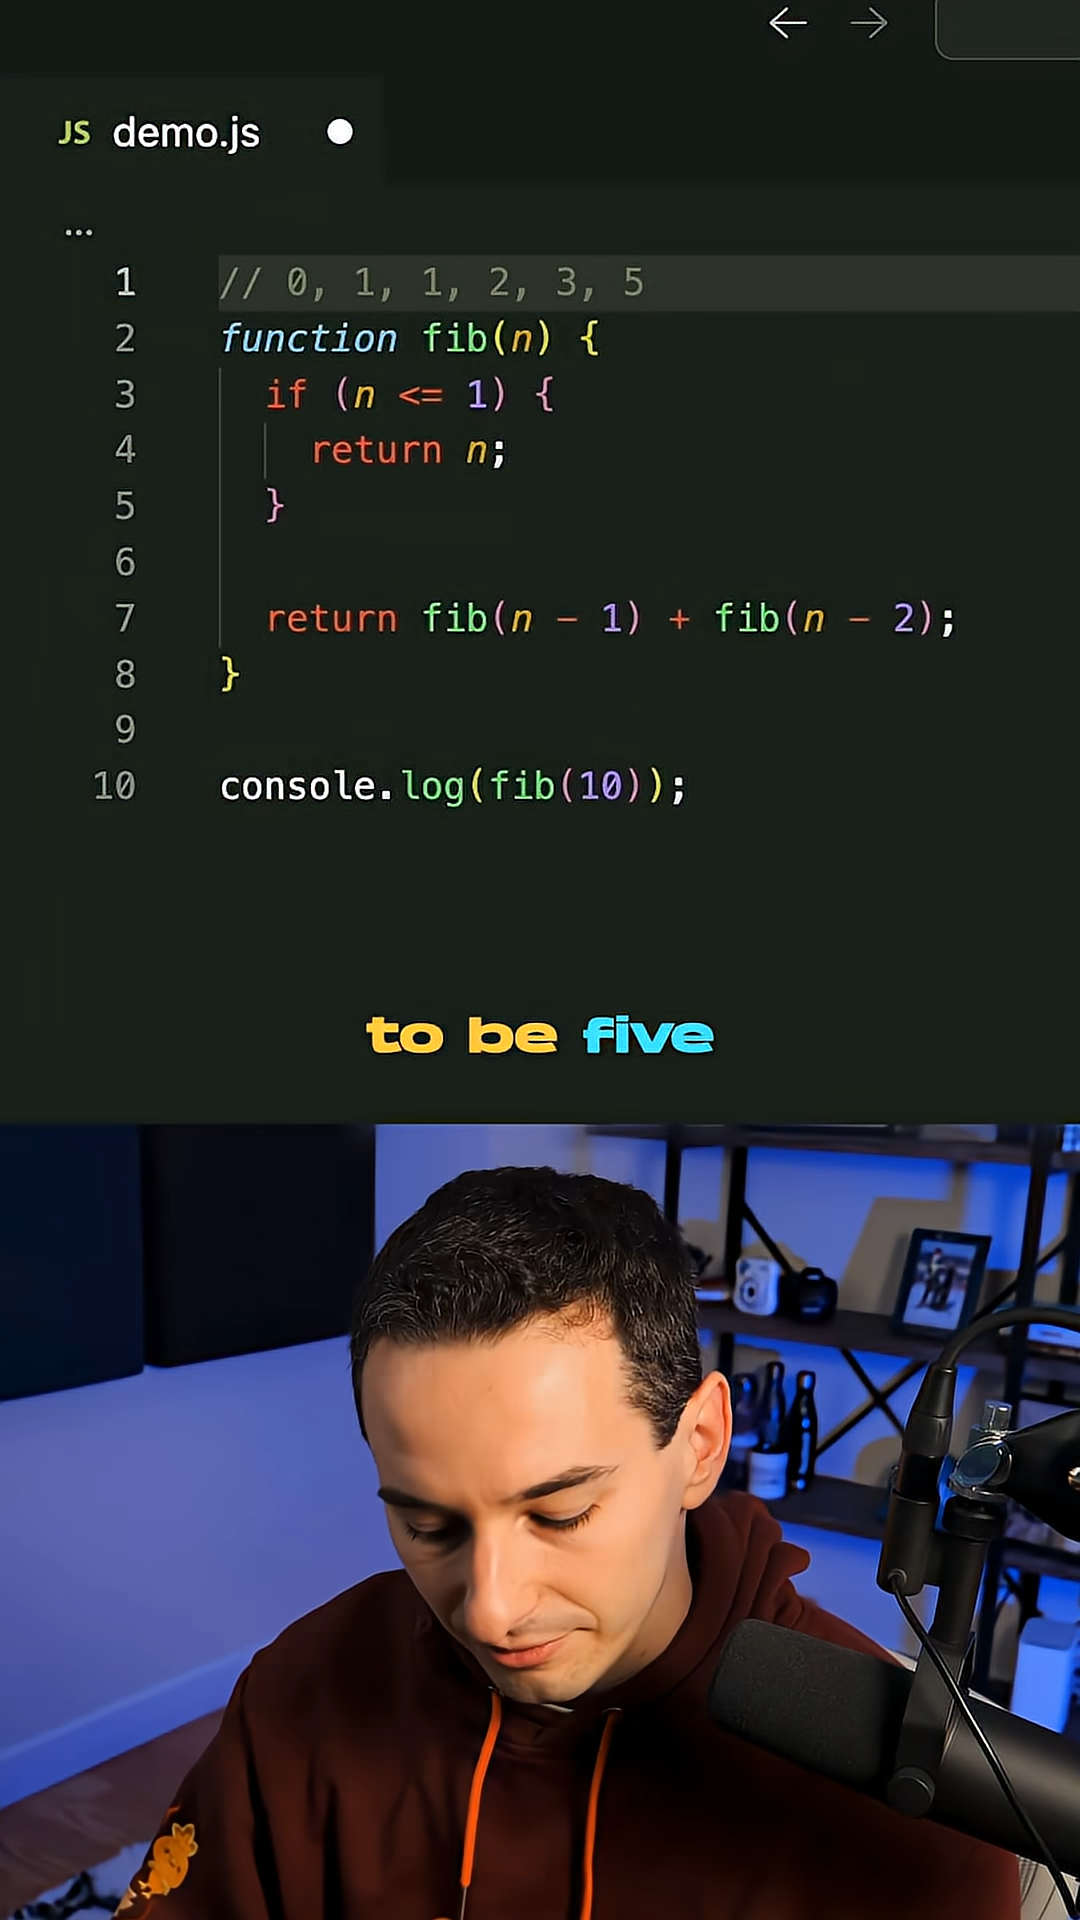 JS demo.js
...
1 // 0, 1, 1, 2, 3, 5
2 function fib(n) {
3 if (n <= 1) {
4 return n;
5 }
6
7 return fib(n - 1) + fib(n - 2);
8 }
9
10 console.log(fib(10));
to be five